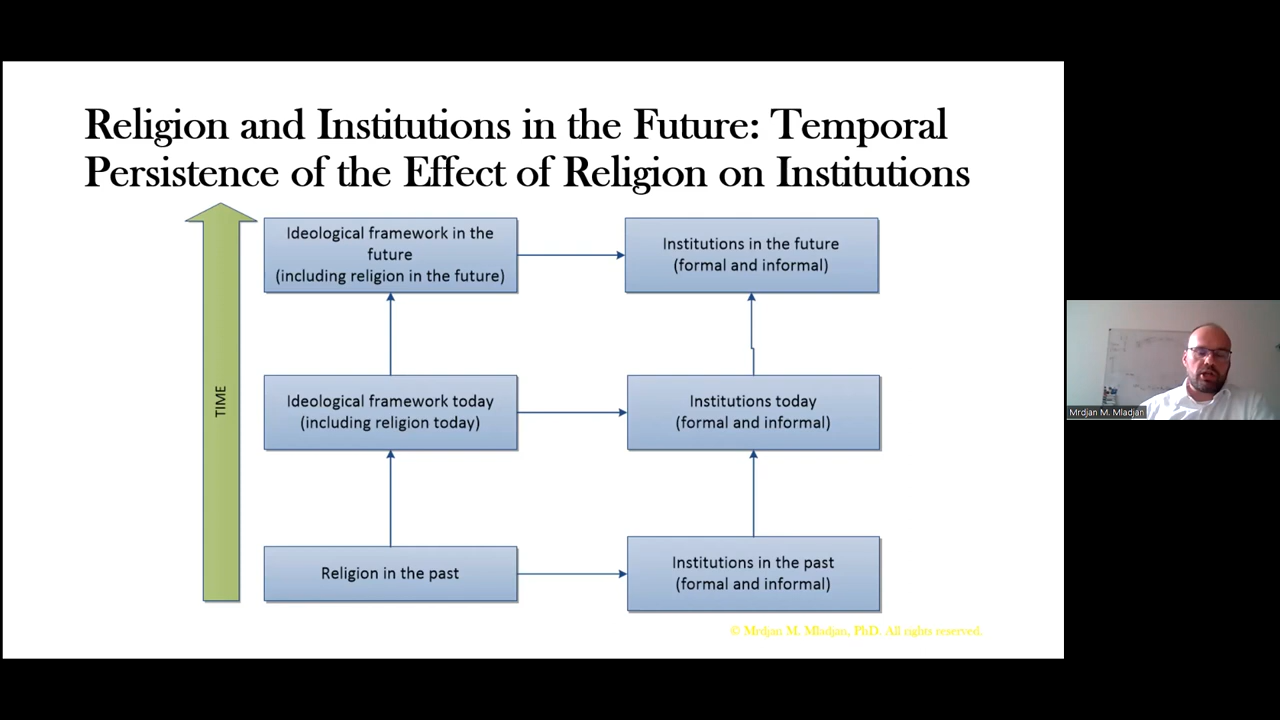 Religion and Institutions in the Future: Temporal
Persistence of the Effect of Religion on Institutions
Ideological framework in the
future
(including religion in the future)
Institutions in the future
(formal and informal)
TIME
Ideological framework today
(including religion today)
Institutions today
(formal and informal)
Religion in the past
Institutions in the past
(formal and informal)
© Mrdjan M. Mladjan, PhD. All rights reserved.
Mrdjan M. Mladjan